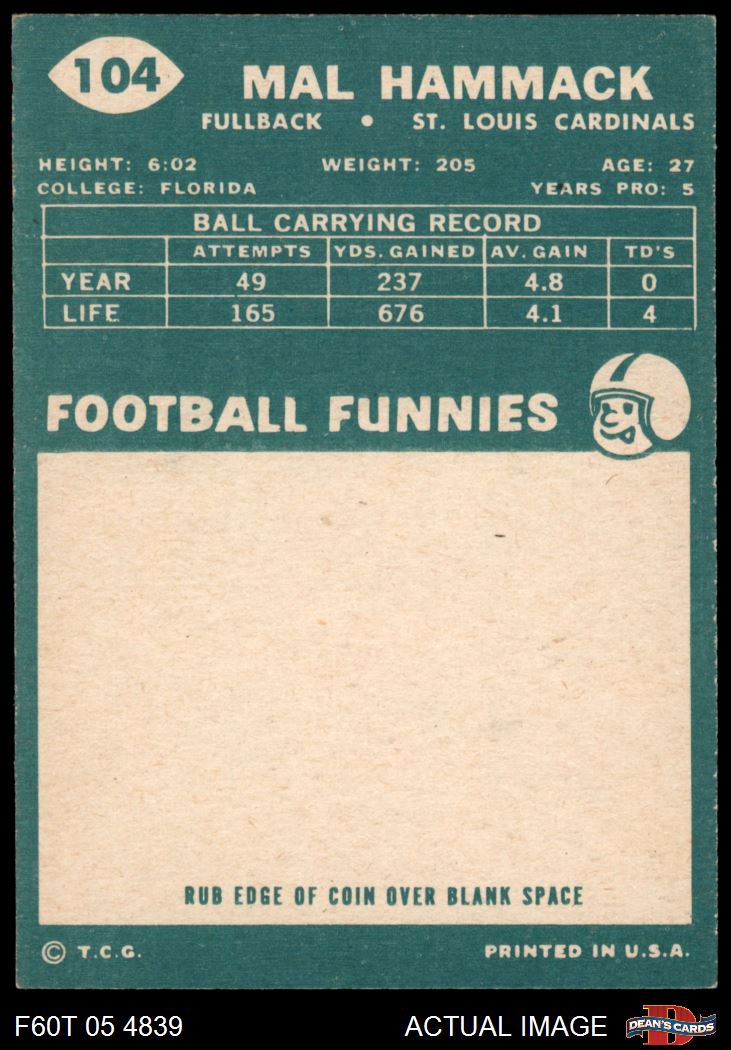 104
MAL HAMMACK
FULLBACK • ST. LOUIS CARDINALS
HEIGHT: 6:02 WEIGHT: 205 AGE: 27
COLLEGE: FLORIDA YEARS PRO: 5
BALL CARRYING RECORD
ATTEMPTS YDS. GAINED AV. GAIN TD'S
YEAR 49 237 4.8 0
LIFE 165 676 4.1 4
FOOTBALL FUNNIES
RUB EDGE OF COIN OVER BLANK SPACE
© T.C.G. PRINTED IN U.S.A.
F60T 05 4839 ACTUAL IMAGE D DEAN'S CARDS